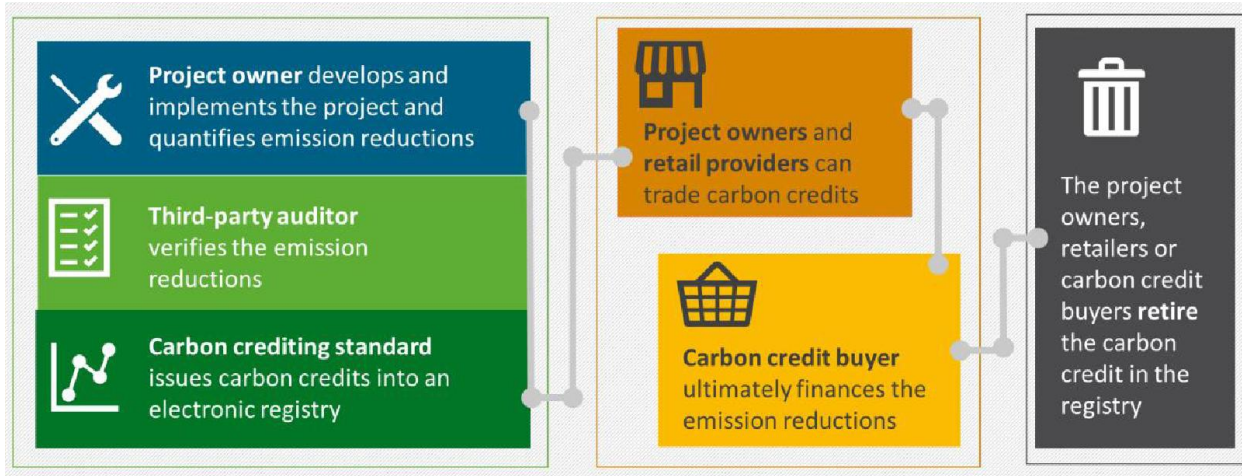 Project owner develops and
implements the project and
quantifies emission reductions
Third-party auditor
verifies the emission
reductions
Carbon crediting standard
issues carbon credits into an
electronic registry
Project owners and
retail providers can
trade carbon credits
Carbon credit buyer
ultimately finances the
emission reductions
The project
owners,
retailers or
carbon credit
buyers retire
the carbon
credit in the
registry